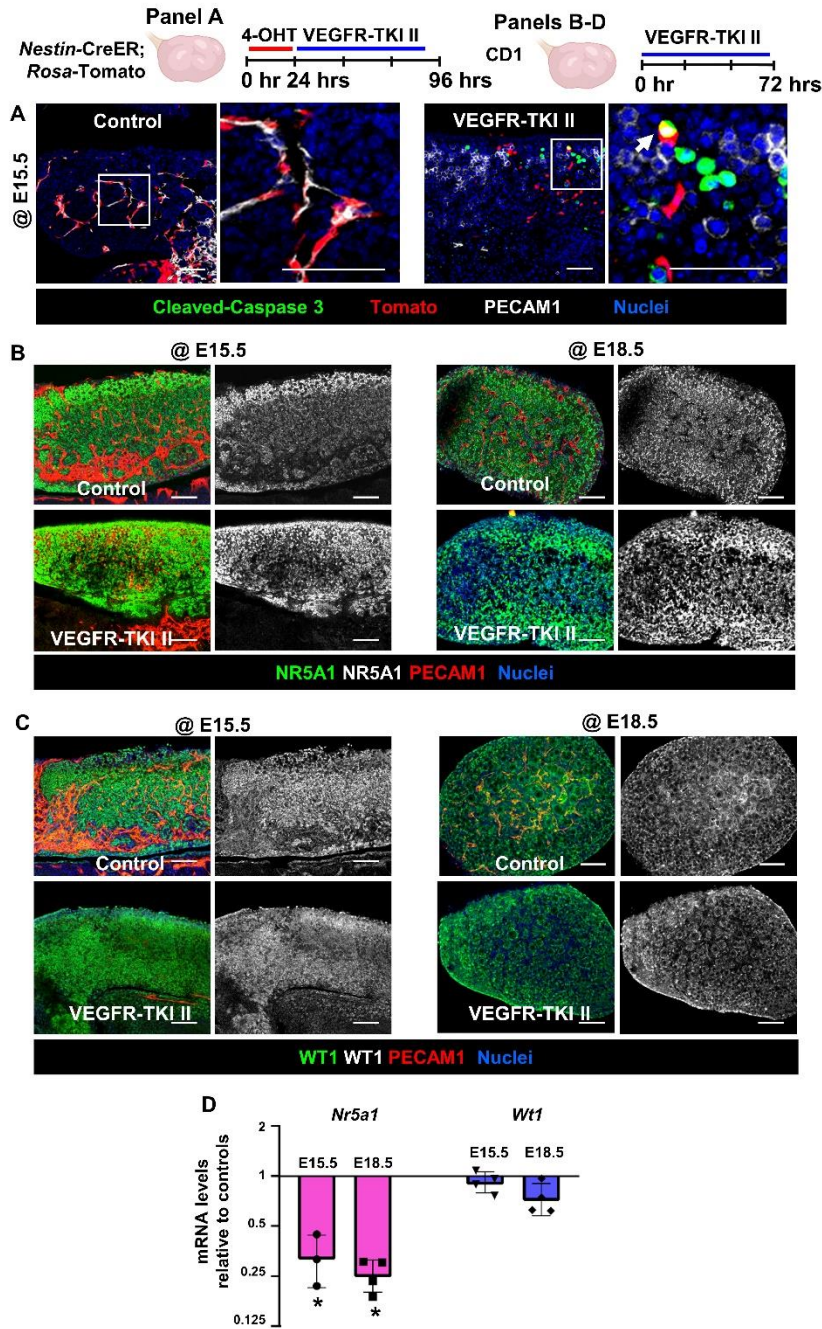 Panel A
Nestin-CreER;
Rosa-Tomato
4-OHT VEGFR-TKI II
0 hr 24 hrs 96 hrs
Panels B-D
CD1
VEGFR-TKI II
0 hr 72 hrs
A
@ E15.5
Control
VEGFR-TKI II
Cleaved-Caspase 3 Tomato PECAM1 Nuclei
B
@ E15.5 @ E18.5
Control Control
VEGFR-TKI II VEGFR-TKI II
NR5A1 NR5A1 PECAM1 Nuclei
C
@ E15.5 @ E18.5
Control Control
VEGFR-TKI II VEGFR-TKI II
WT1 WT1 PECAM1 Nuclei
D
Nr5a1 Wt1
E15.5 E18.5 E15.5 E18.5
mRNA levels
relative to controls
2
1
0.5
0.25
0.125
* *